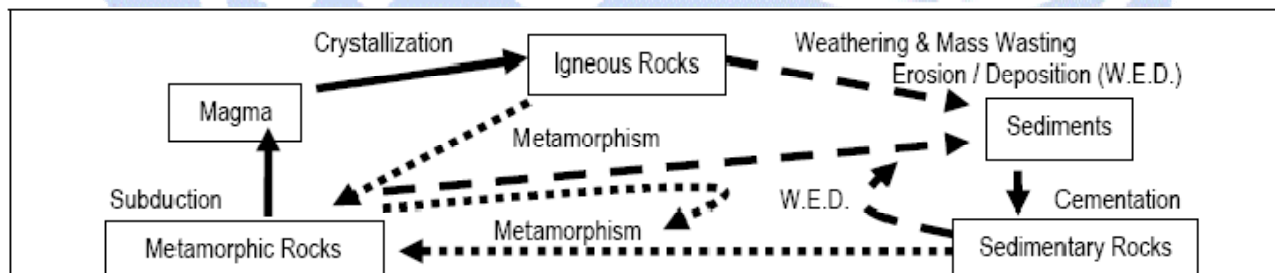 Crystallization
Igneous Rocks
Weathering & Mass Wasting
Erosion / Deposition (W.E.D.)
Magma
Sediments
Metamorphism
Subduction
W.E.D.
Cementation
Metamorphism
Metamorphic Rocks
Sedimentary Rocks